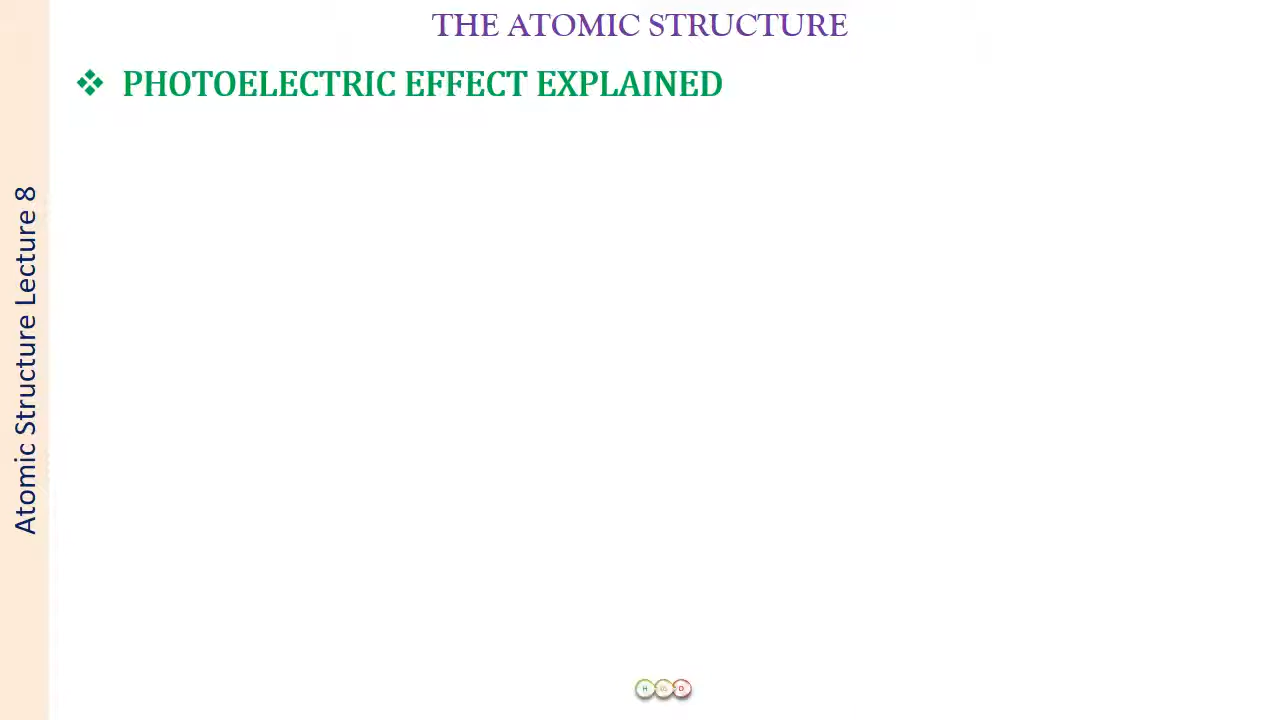 THE ATOMIC STRUCTURE
❖ PHOTOELECTRIC EFFECT EXPLAINED
Atomic Structure Lecture 8
H D